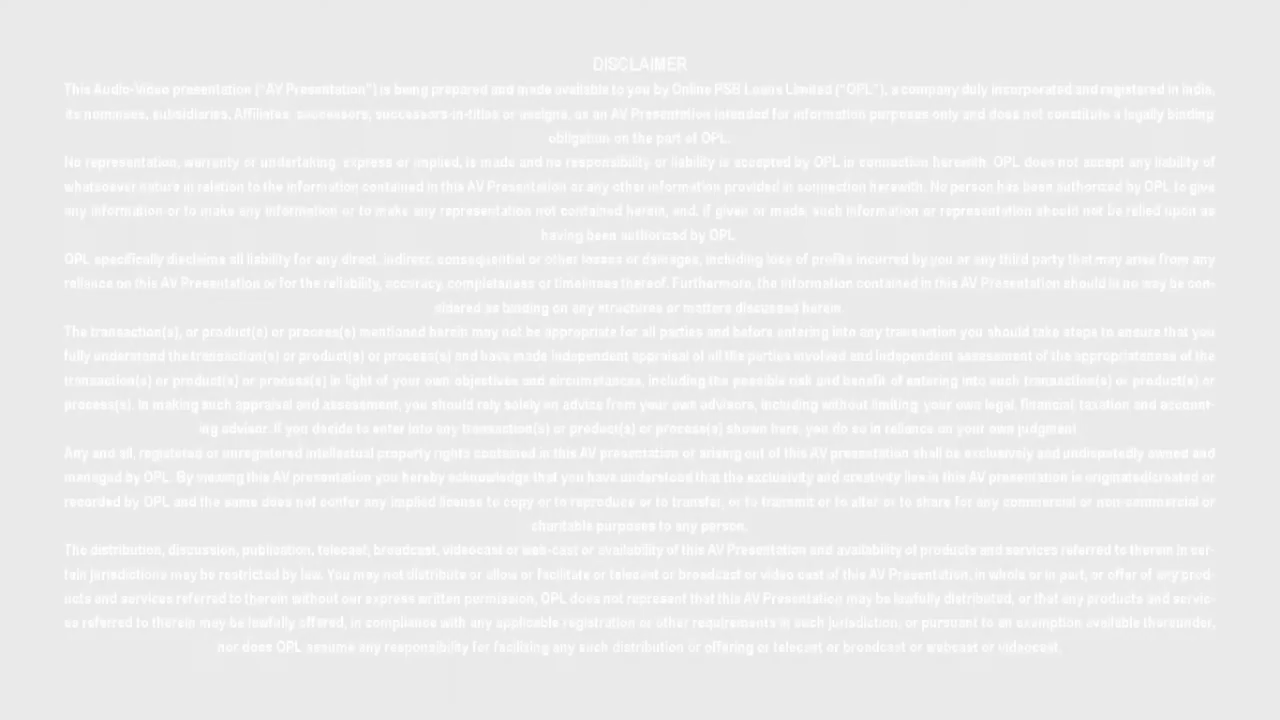 DISCLAIMER
This Audio-Video presentation ("AV Presentation") is being prepared and made available to you by Online PSB Loans Limited ("OPL"), a company duly incorporated and registered in India,
its nominees, subsidiaries, Affiliates, successors, successors-in-titles or assigns, as an AV Presentation intended for information purposes only and does not constitute a legally binding
obligation on the part of OPL.
No representation, warranty or undertaking, express or implied, is made and no responsibility or liability is accepted by OPL in connection herewith. OPL does not accept any liability of
whatsoever nature in relation to the information contained in this AV Presentation or any other information provided in connection herewith. No person has been authorized by OPL to give
any information or to make any information or to make any representation not contained herein, and, if given or made, such information or representation should not be relied upon as
having been authorized by OPL.
OPL specifically disclaims all liability for any direct, indirect, consequential or other losses or damages, including loss of profits incurred by you or any third party that may arise from any
reliance on this AV Presentation or for the reliability, accuracy, completeness or timeliness thereof. Furthermore, the information contained in this AV Presentation should in no may be con-
sidered as binding on any structures or matters discussed herein.
The transaction(s), or product(s) or process(s) mentioned herein may not be appropriate for all parties and before entering into any transaction you should take steps to ensure that you
fully understand the transaction(s) or product(s) or process(s) and have made independent appraisal of all the parties involved and independent assessment of the appropriateness of the
transaction(s) or product(s) or process(s) in light of your own objectives and circumstances, including the possible risk and benefit of entering into such transaction(s) or product(s) or
process(s). In making such appraisal and assessment, you should rely solely on advice from your own advisors, including without limiting, your own legal, financial, taxation and account-
ing advisor. If you decide to enter into any transaction(s) or product(s) or process(s) shown here, you do so in reliance on your own judgment.
Any and all, registered or unregistered intellectual property rights contained in this AV presentation or arising out of this AV presentation shall be exclusively and undisputedly owned and
managed by OPL. By viewing this AV presentation you hereby acknowledge that you have understood that the exclusivity and creativity lies in this AV presentation is originated/created or
recorded by OPL and the same does not confer any implied license to copy or to reproduce or to transfer, or to transmit or to alter or to share for any commercial or non-commercial or
charitable purposes to any person.
The distribution, discussion, publication, telecast, broadcast, videocast or web-cast or availability of this AV Presentation and availability of products and services referred to therein in cer-
tain jurisdictions may be restricted by law. You may not distribute or allow or facilitate or telecast or broadcast or video cast of this AV Presentation, in whole or in part, or offer of any prod-
ucts and services referred to therein without our express written permission, OPL does not represent that this AV Presentation may be lawfully distributed, or that any products and servic-
es referred to therein may be lawfully offered, in compliance with any applicable registration or other requirements in such jurisdiction, or pursuant to an exemption available thereunder,
nor does OPL assume any responsibility for facilitating any such distribution or offering or telecast or broadcast or webcast or videocast.